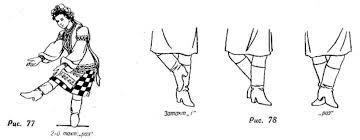 Затакт „і"
„раз"
Рис. 77
Рис. 78
2-й такт: „раз"